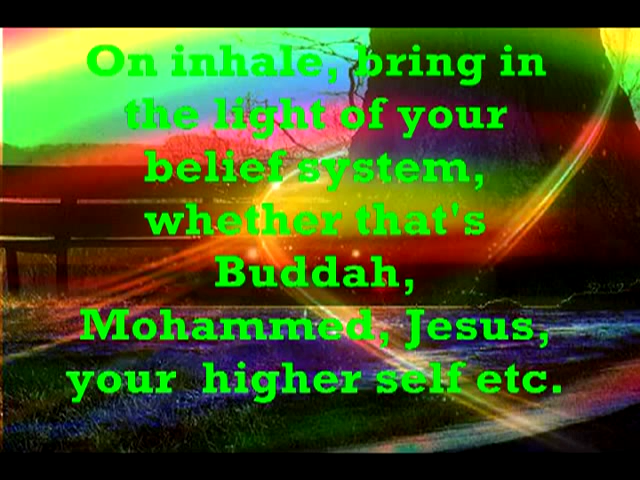 On inhale, bring in
the light of your
belief system,
whether that's
Buddah,
Mohammed, Jesus,
your higher self etc.